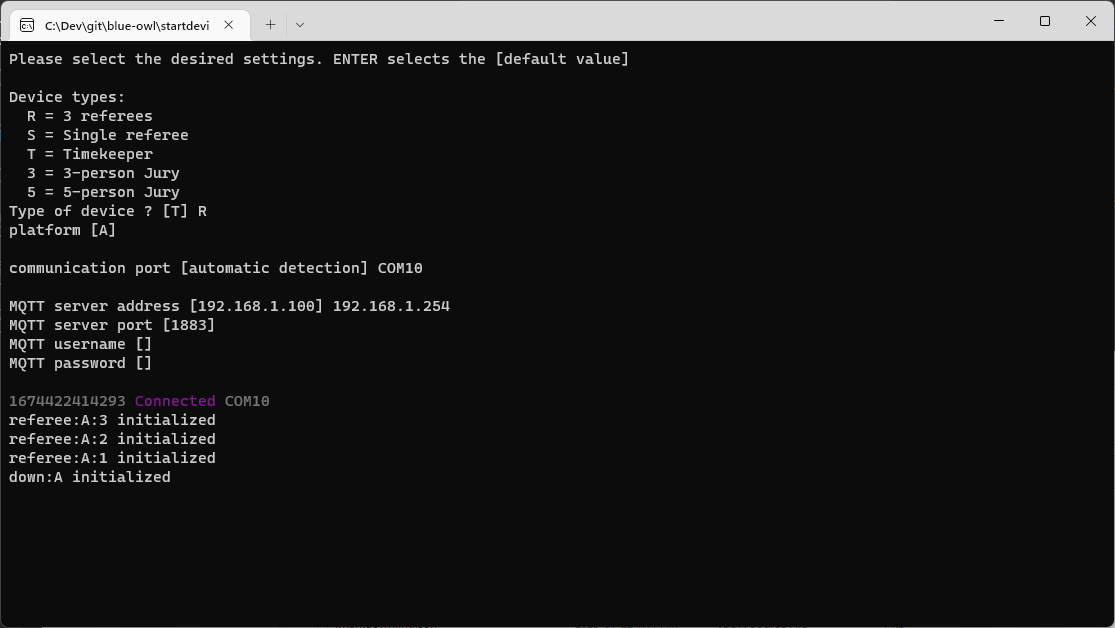 C:\Dev\git\blue-owl\startdevi
Please select the desired settings. ENTER selects the [default value]
Device types:
R = 3 referees
S = Single referee
T = Timekeeper
3 = 3-person Jury
5 = 5-person Jury
Type of device ? [T] R
platform [A]
communication port [automatic detection] COM10
MQTT server address [192.168.1.100] 192.168.1.254
MQTT server port [1883]
MQTT username []
MQTT password []
1674422414293 Connected COM10
referee:A:3 initialized
referee:A:2 initialized
referee:A:1 initialized
down:A initialized